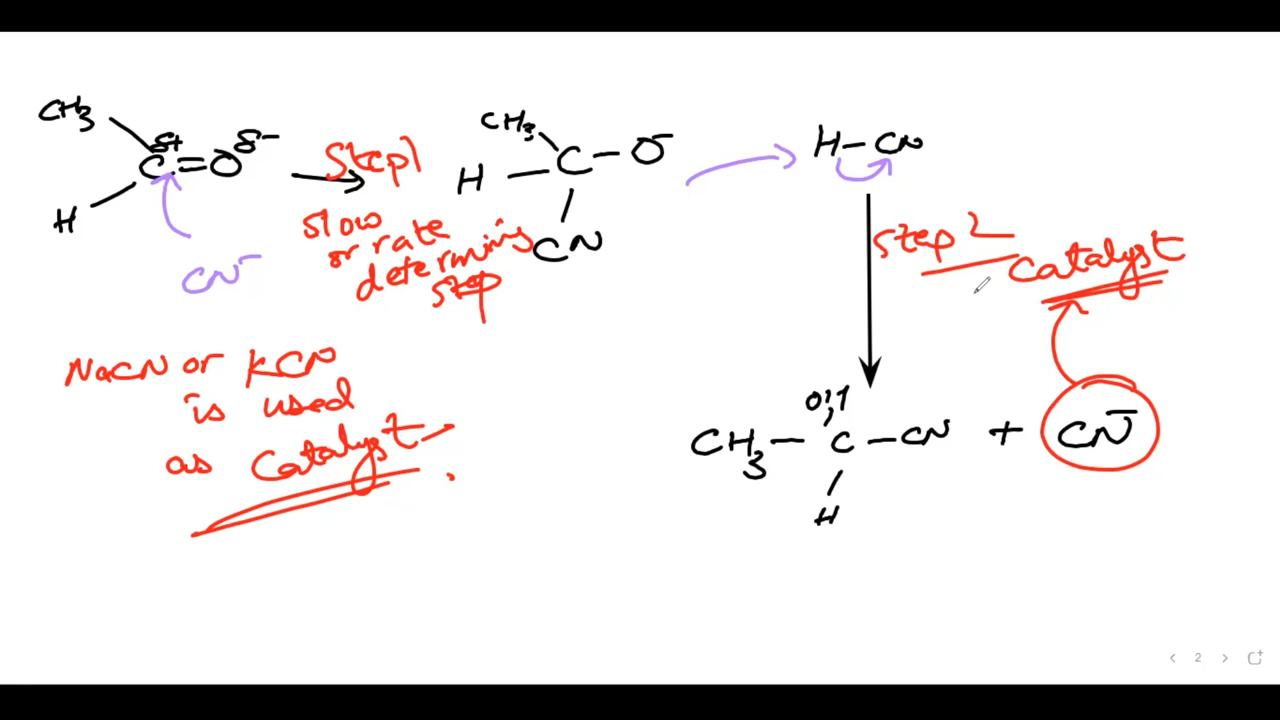 CH3
δ+ δ-
C=O
H
CN-
Step1
slow
or rate
determining
step
CH3
H
C-O-
CN
H-CN
Step 2
Catalyst
NaCN or KCN
is used
as Catalyst
OH
CH3-C-CN + CN-
H
2